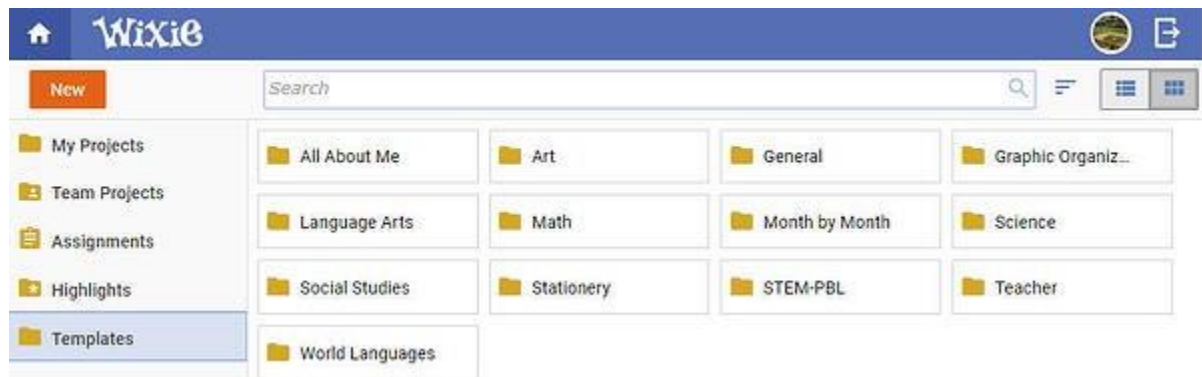 Wixie
New
Search
My Projects
Team Projects
Assignments
Highlights
Templates
All About Me
Art
General
Graphic Organiz...
Language Arts
Math
Month by Month
Science
Social Studies
Stationery
STEM-PBL
Teacher
World Languages